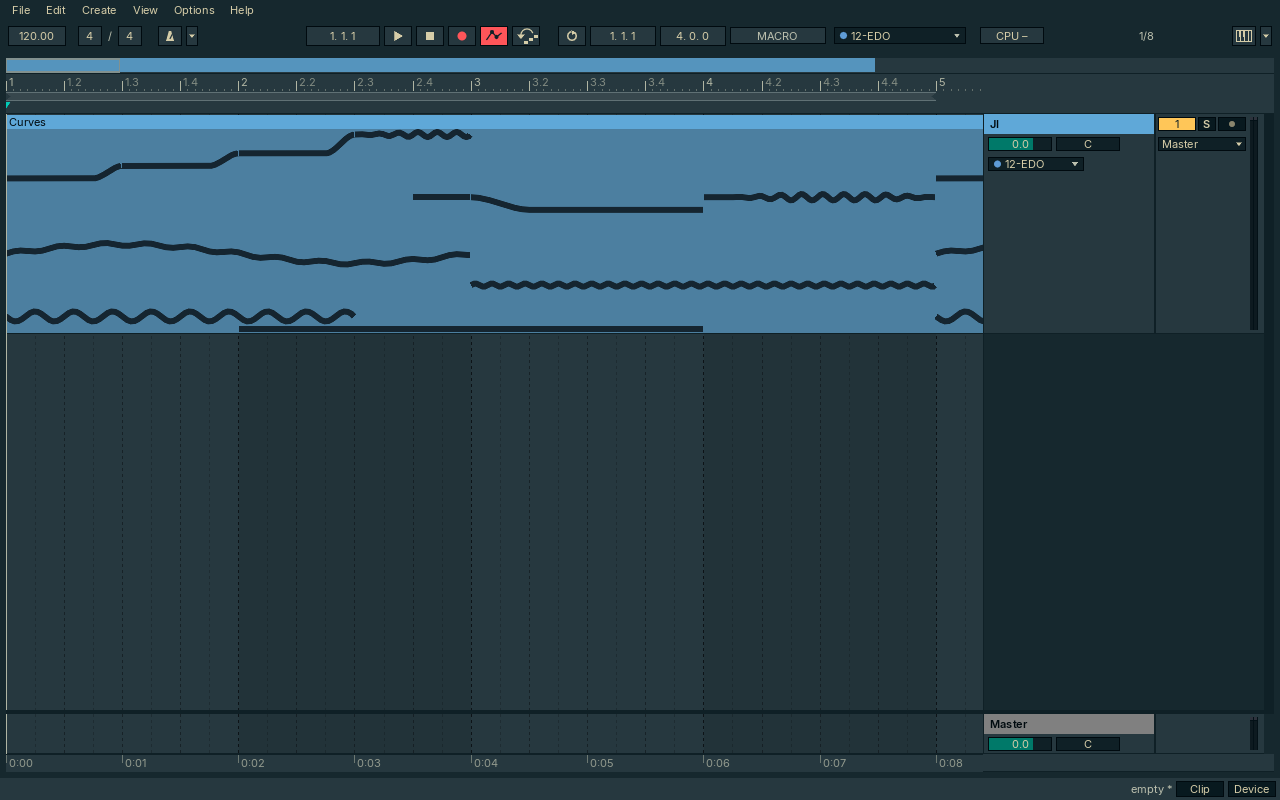 File Edit Create View Options Help
120.00 4 / 4 1. 1. 1 1. 1. 1 4. 0. 0 MACRO 12-EDO CPU – 1/8
1 1.2 1.3 1.4 2 2.2 2.3 2.4 3 3.2 3.3 3.4 4 4.2 4.3 4.4 5
Curves
JI 1 S
0.0 C Master
12-EDO
Master
0.0 C
0:00 0:01 0:02 0:03 0:04 0:05 0:06 0:07 0:08
empty * Clip Device